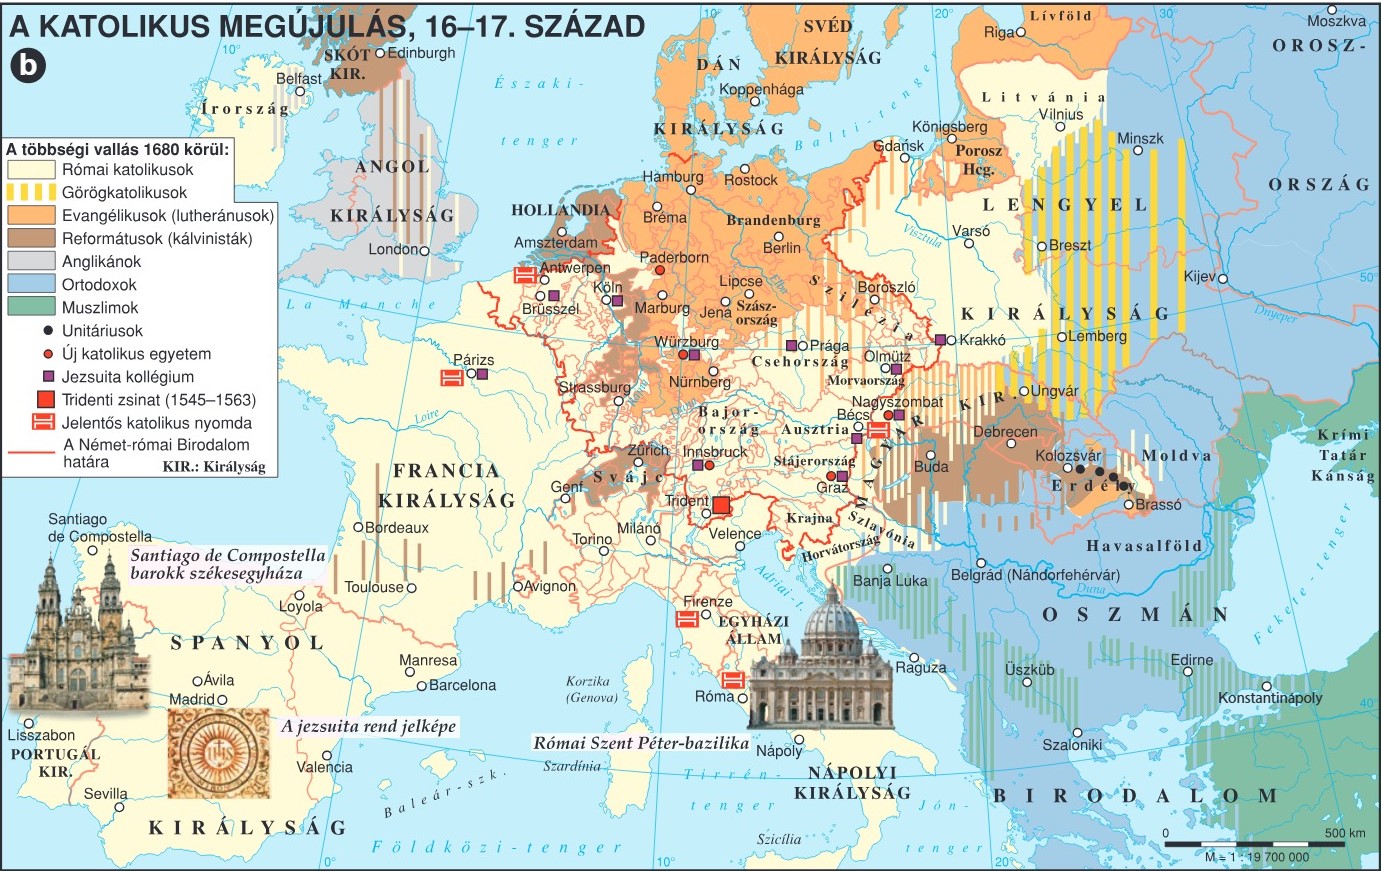 A KATOLIKUS MEGÚJULÁS, 16–17. SZÁZAD
b
A többségi vallás 1680 körül:
Római katolikusok
Görögkatolikusok
Evangélikusok (lutheránusok)
Reformátusok (kálvinisták)
Anglikánok
Ortodoxok
Muszlimok
Unitáriusok
Új katolikus egyetem
Jezsuita kollégium
Tridenti zsinat (1545–1563)
Jelentős katolikus nyomda
A Német-római Birodalom
határa
KIR.: Királyság
10°
0°
10°
20°
30°
50°
40°
20°
SKÓT
KIR.
Edinburgh
Belfast
Írország
ANGOL
KIRÁLYSÁG
London
Északi-
tenger
La Manche
DÁN
KIRÁLYSÁG
Koppenhága
SVÉD
KIRÁLYSÁG
Balti-tenger
Lívföld
Riga
Moszkva
OROSZ-
ORSZÁG
Litvánia
Vilnius
Minszk
Königsberg
Porosz
Hcg.
Gdańsk
LENGYEL
KIRÁLYSÁG
Visztula
Varsó
Breszt
Kijev
Dnyeper
Lemberg
Krakkó
Hamburg
Rostock
Bréma
Brandenburg
Berlin
HOLLANDIA
Amszterdam
Antwerpen
Brüsszel
Köln
Paderborn
Marburg
Lipcse
Jena
Szász-
ország
Szilézia
Boroszló
Würzburg
Nürnberg
Prága
Csehország
Olmütz
Morvaország
Párizs
Loire
Strassburg
Duna
Bajor-
ország
Ausztria
Bécs
Nagyszombat
MAGYAR KIR.
Ungvár
Debrecen
Buda
Kolozsvár
Erdély
Brassó
Moldva
Krími
Tatár
Kánság
FRANCIA
KIRÁLYSÁG
Zürich
Svájc
Genf
Innsbruck
Stájerország
Graz
Trident
Krajna
Szlavónia
Horvátország
Milánó
Torino
Velence
Bordeaux
Toulouse
Avignon
Santiago
de Compostella
Santiago de Compostella
barokk székesegyháza
Loyola
SPANYOL
KIRÁLYSÁG
Ávila
Madrid
Manresa
Barcelona
Valencia
Sevilla
Lisszabon
PORTUGÁL
KIR.
A jezsuita rend jelképe
IHS
Baleár-szk.
Földközi-tenger
Korzika
(Genova)
Szardínia
Firenze
EGYHÁZI
ÁLLAM
Róma
Római Szent Péter-bazilika
Nápoly
NÁPOLYI
KIRÁLYSÁG
Tirrén-
tenger
Szicília
Jón-
tenger
Adriai-t.
Banja Luka
Belgrád (Nándorfehérvár)
Duna
Havasalföld
OSZMÁN
BIRODALOM
Raguza
Üszküb
Edirne
Konstantinápoly
Szaloniki
Fekete-tenger
0
500 km
M = 1 : 19 700 000